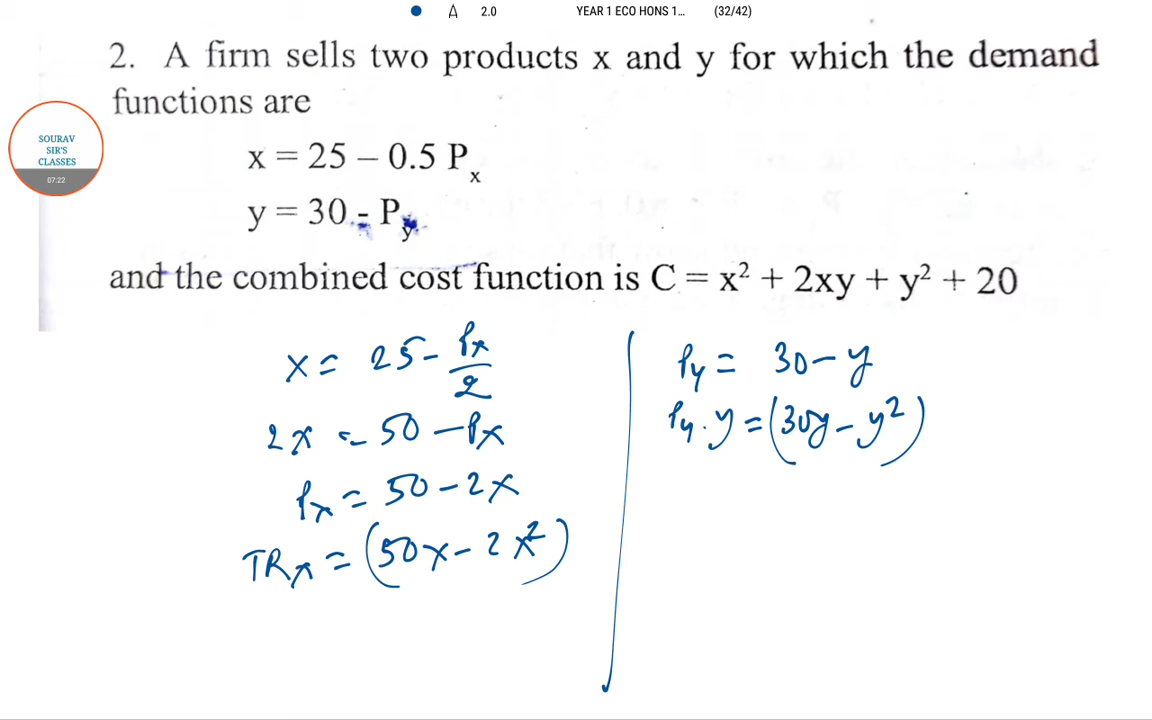 2.0 YEAR 1 ECO HONS 1... (32/42)
2. A firm sells two products x and y for which the demand
functions are
SOURAV
SIR'S
CLASSES
07:22
x = 25 – 0.5 Pₓ
y = 30 - Py
and the combined cost function is C = x² + 2xy + y² + 20
x = 25 - Px/2
2x = 50 - Px
Px = 50 - 2x
TRx = (50x - 2x²)
Py = 30 - y
Py.y = (30y - y²)